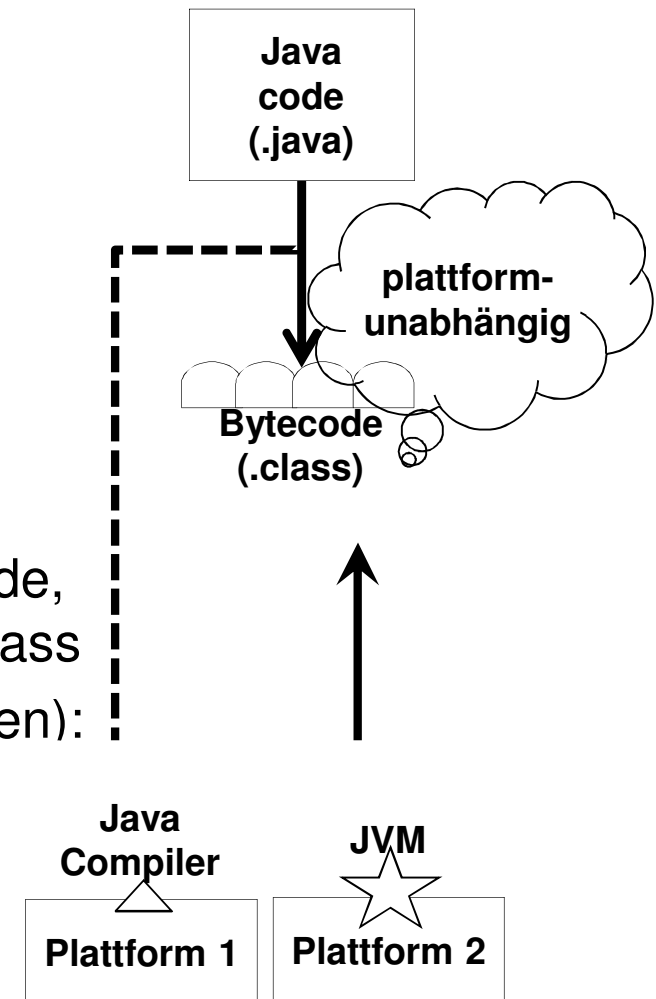 Java
code
(.java)
plattform-
unabhängig
Bytecode
(.class)
de,
ass
en):
Java
Compiler
JVM
Plattform 1
Plattform 2